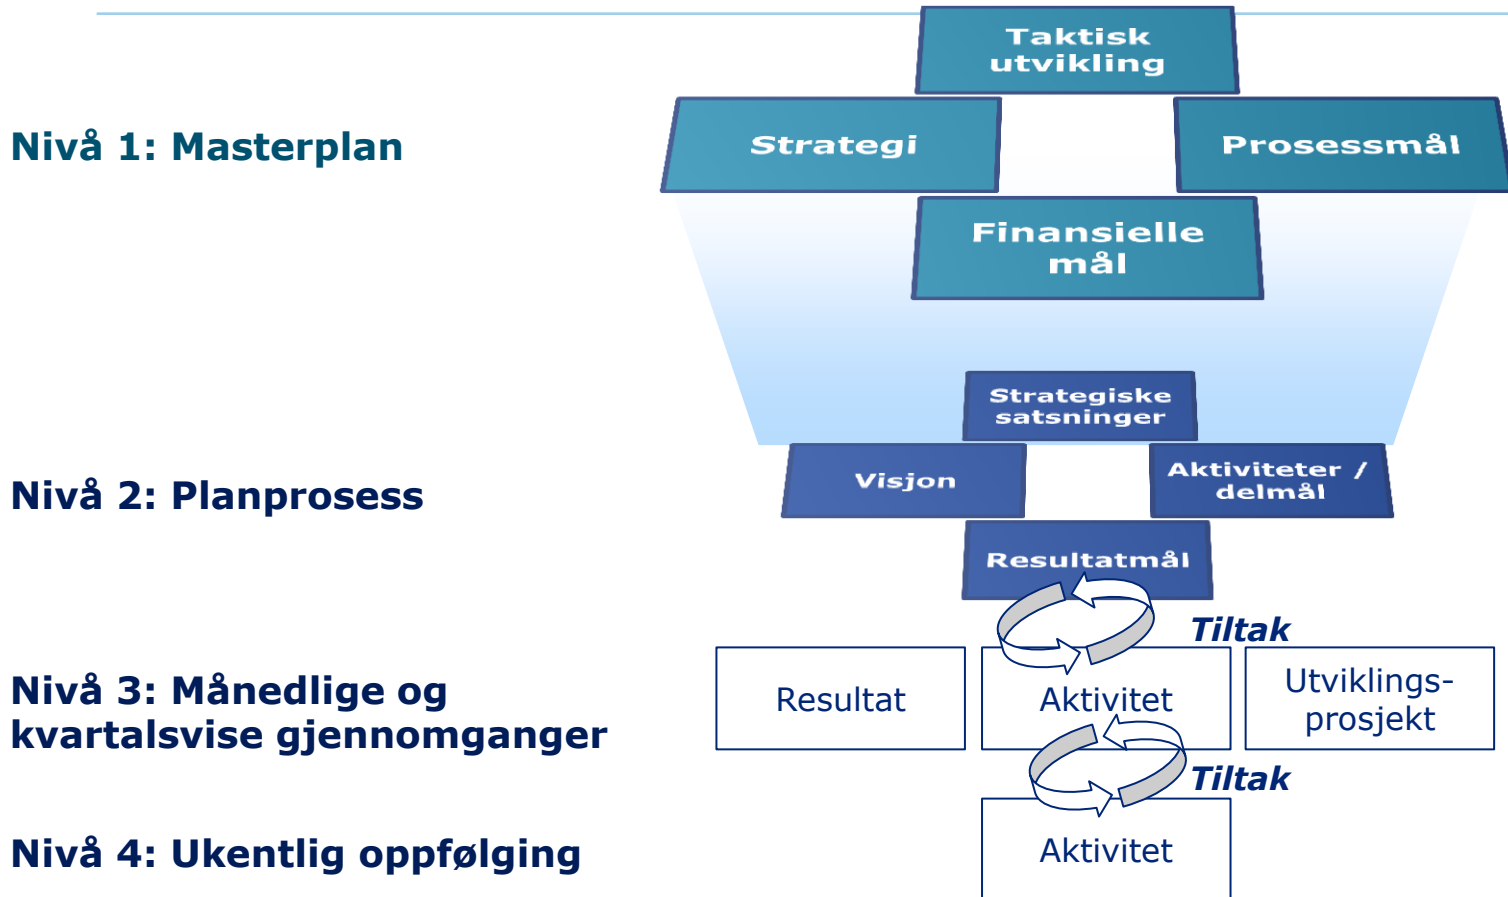 Taktisk
utvikling
Nivå 1: Masterplan
Strategi
Prosessmål
Finansielle
mål
Strategiske
satsninger
Nivå 2: Planprosess
Visjon
Aktiviteter /
delmål
Resultatmål
Tiltak
Nivå 3: Månedlige og
kvartalsvise gjennomganger
Resultat
Aktivitet
Utviklings-
prosjekt
Tiltak
Nivå 4: Ukentlig oppfølging
Aktivitet